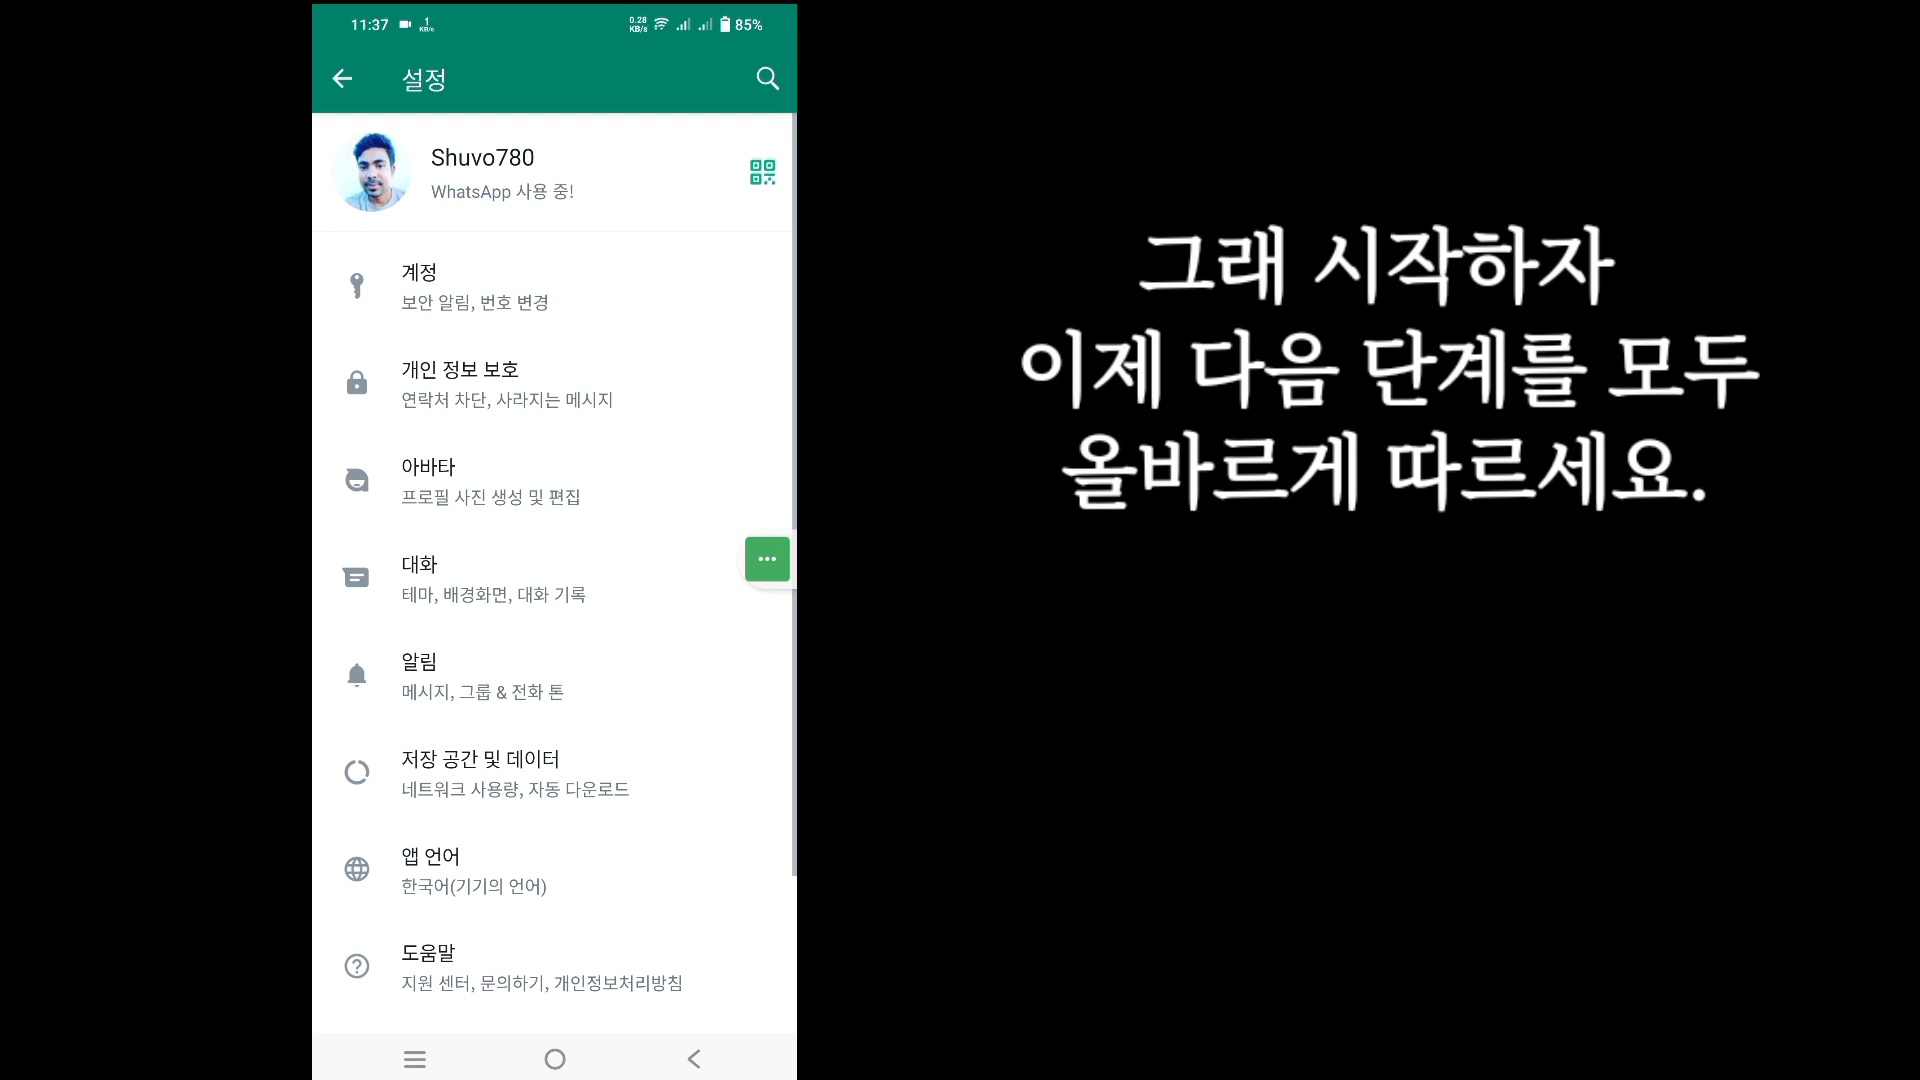 11:37 1 KB/s 0.28 KB/s 85%
설정
Shuvo780
WhatsApp 사용 중!
계정
보안 알림, 번호 변경
개인 정보 보호
연락처 차단, 사라지는 메시지
아바타
프로필 사진 생성 및 편집
대화
테마, 배경화면, 대화 기록
알림
메시지, 그룹 & 전화 톤
저장 공간 및 데이터
네트워크 사용량, 자동 다운로드
앱 언어
한국어(기기의 언어)
도움말
지원 센터, 문의하기, 개인정보처리방침
그래 시작하자
이제 다음 단계를 모두
올바르게 따르세요.